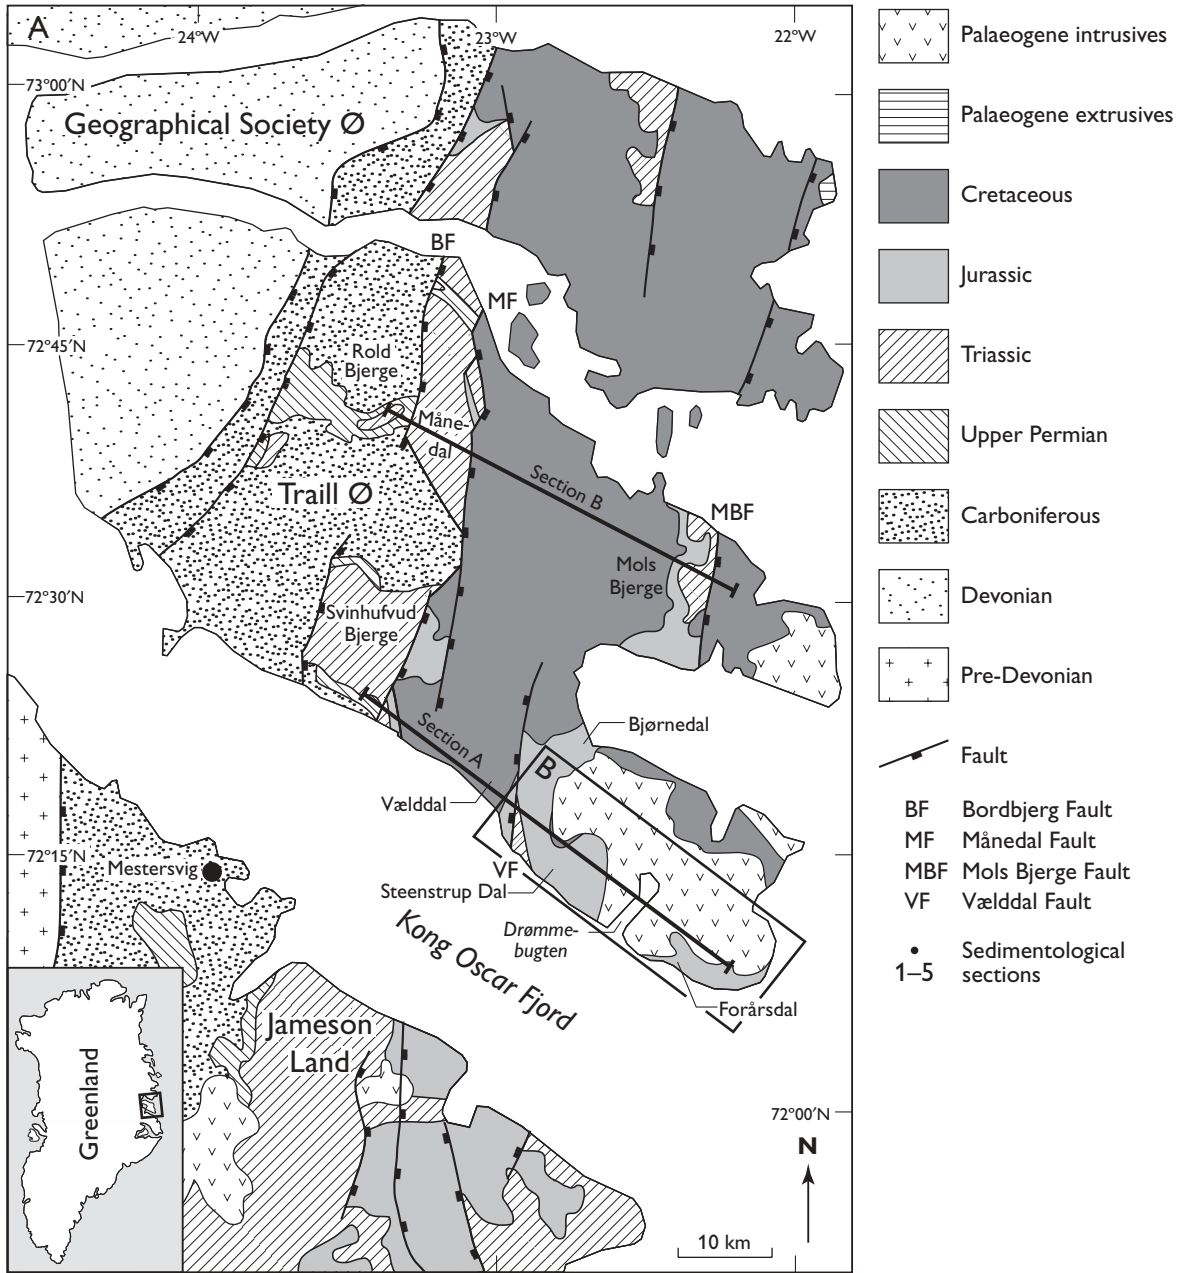 A
24°W
23°W
22°W
73°00′N
Geographical Society Ø
BF
MF
72°45′N
Rold
Bjerge
Måne-
dal
Section B
Traill Ø
MBF
Mols
Bjerge
72°30′N
Svinhufvud
Bjerge
Section A
Bjørnedal
B
Vælddal
72°15′N
Mestersvig
VF
Steenstrup Dal
Drømme-
bugten
Kong Oscar Fjord
Forårsdal
Jameson
Land
Greenland
72°00′N
N
10 km
Palaeogene intrusives
Palaeogene extrusives
Cretaceous
Jurassic
Triassic
Upper Permian
Carboniferous
Devonian
Pre-Devonian
Fault
BF Bordbjerg Fault
MF Månedal Fault
MBF Mols Bjerge Fault
VF Vælddal Fault
1–5 Sedimentological
sections